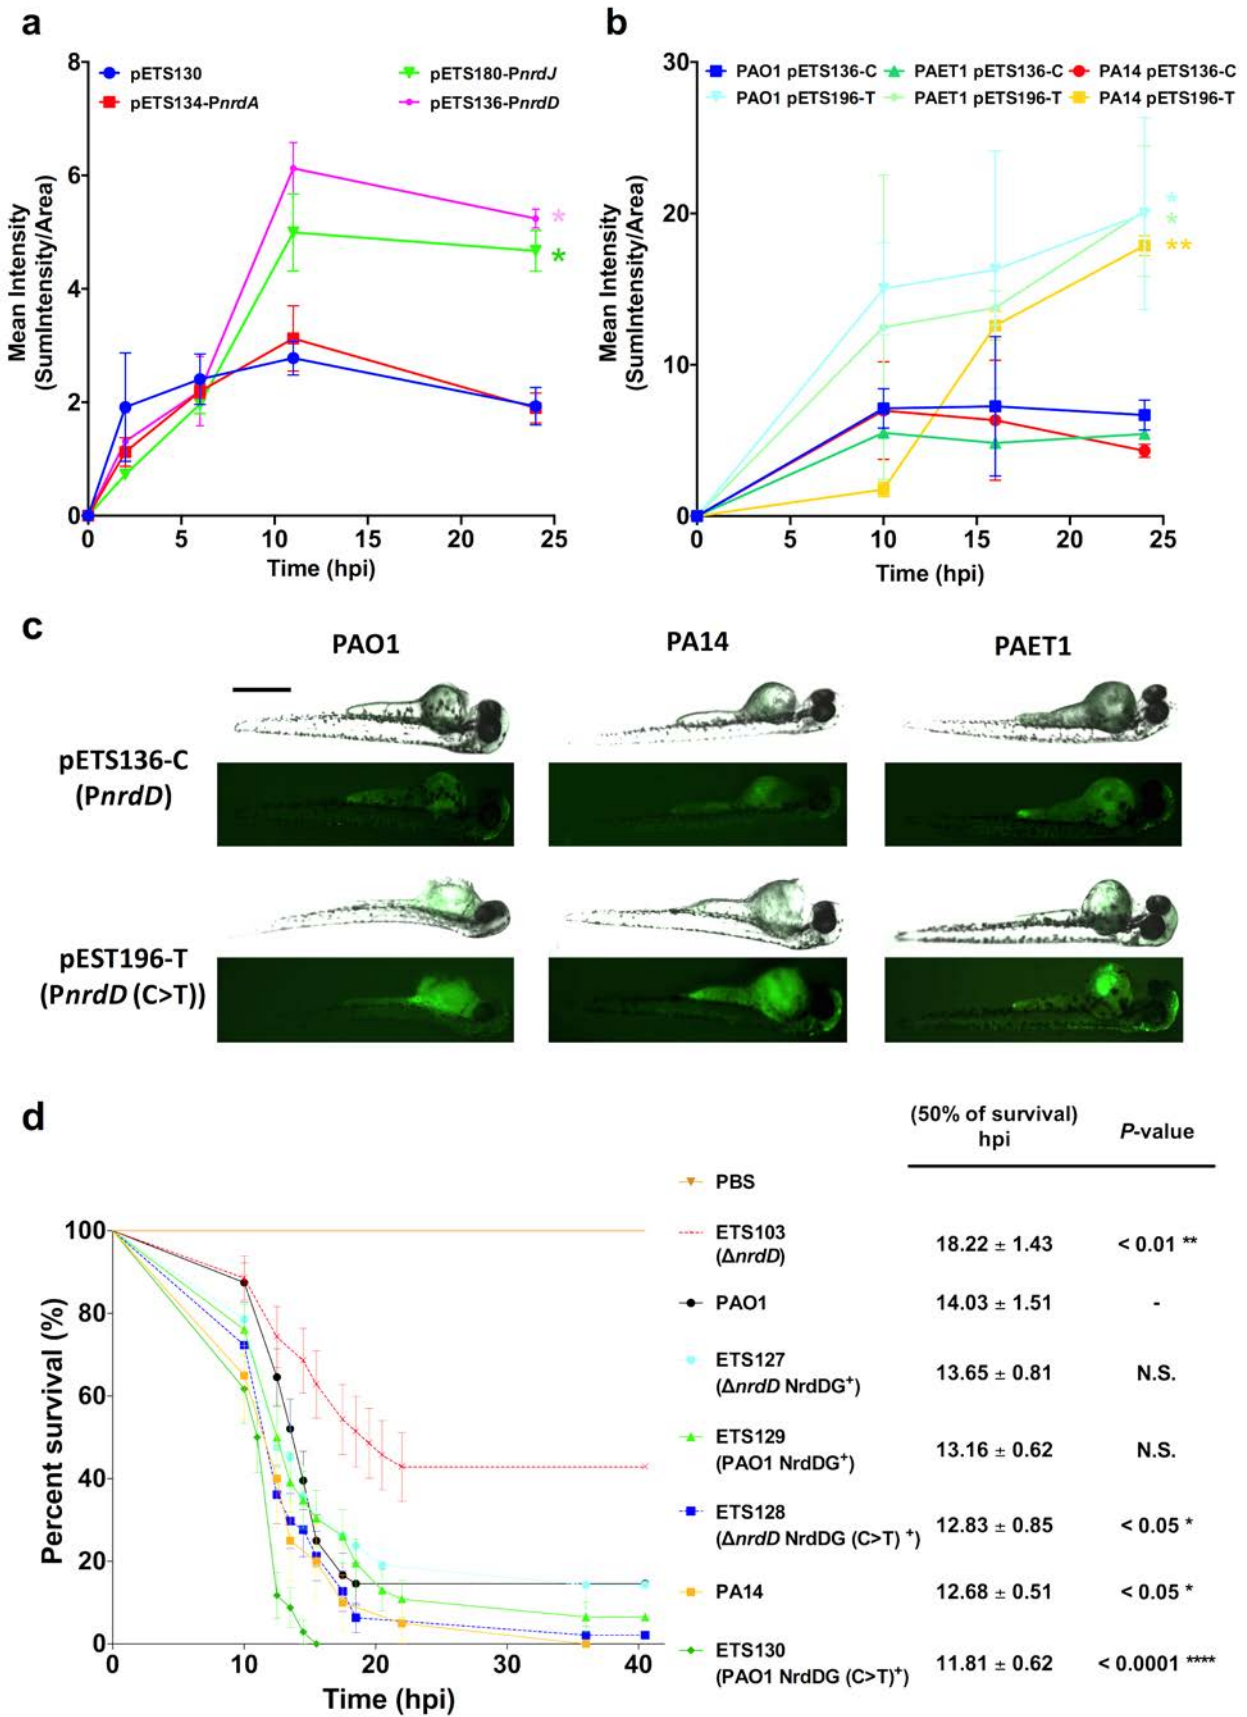 a
8
6
4
2
0
Mean Intensity
(SumIntensity/Area)
pETS130
pETS134-PnrdA
pETS180-PnrdJ
pETS136-PnrdD
*
*
0 5 10 15 20 25
Time (hpi)
b
30
20
10
0
Mean Intensity
(SumIntensity/Area)
PAO1 pETS136-C PAET1 pETS136-C PA14 pETS136-C
PAO1 pETS196-T PAET1 pETS196-T PA14 pETS196-T
*
*
**
0 5 10 15 20 25
Time (hpi)
c
PAO1 PA14 PAET1
pETS136-C
(PnrdD)
pEST196-T
(PnrdD (C>T))
d
100
80
60
40
20
0
Percent survival (%)
0 10 20 30 40
Time (hpi)
(50% of survival)
hpi
P-value
PBS
ETS103
(ΔnrdD)
18.22 ± 1.43 < 0.01 **
PAO1 14.03 ± 1.51 -
ETS127
(ΔnrdD NrdDG⁺)
13.65 ± 0.81 N.S.
ETS129
(PAO1 NrdDG⁺)
13.16 ± 0.62 N.S.
ETS128
(ΔnrdD NrdDG (C>T) ⁺)
12.83 ± 0.85 < 0.05 *
PA14 12.68 ± 0.51 < 0.05 *
ETS130
(PAO1 NrdDG (C>T)⁺)
11.81 ± 0.62 < 0.0001 ****